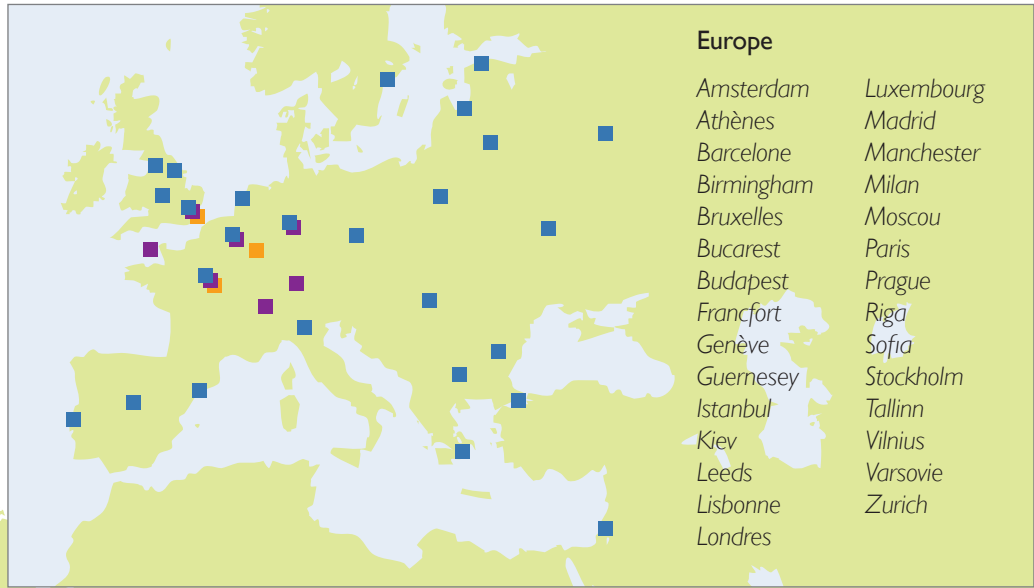 Europe
Amsterdam
Athènes
Barcelone
Birmingham
Bruxelles
Bucarest
Budapest
Francfort
Genève
Guernesey
Istanbul
Kiev
Leeds
Lisbonne
Londres
Luxembourg
Madrid
Manchester
Milan
Moscou
Paris
Prague
Riga
Sofia
Stockholm
Tallinn
Vilnius
Varsovie
Zurich